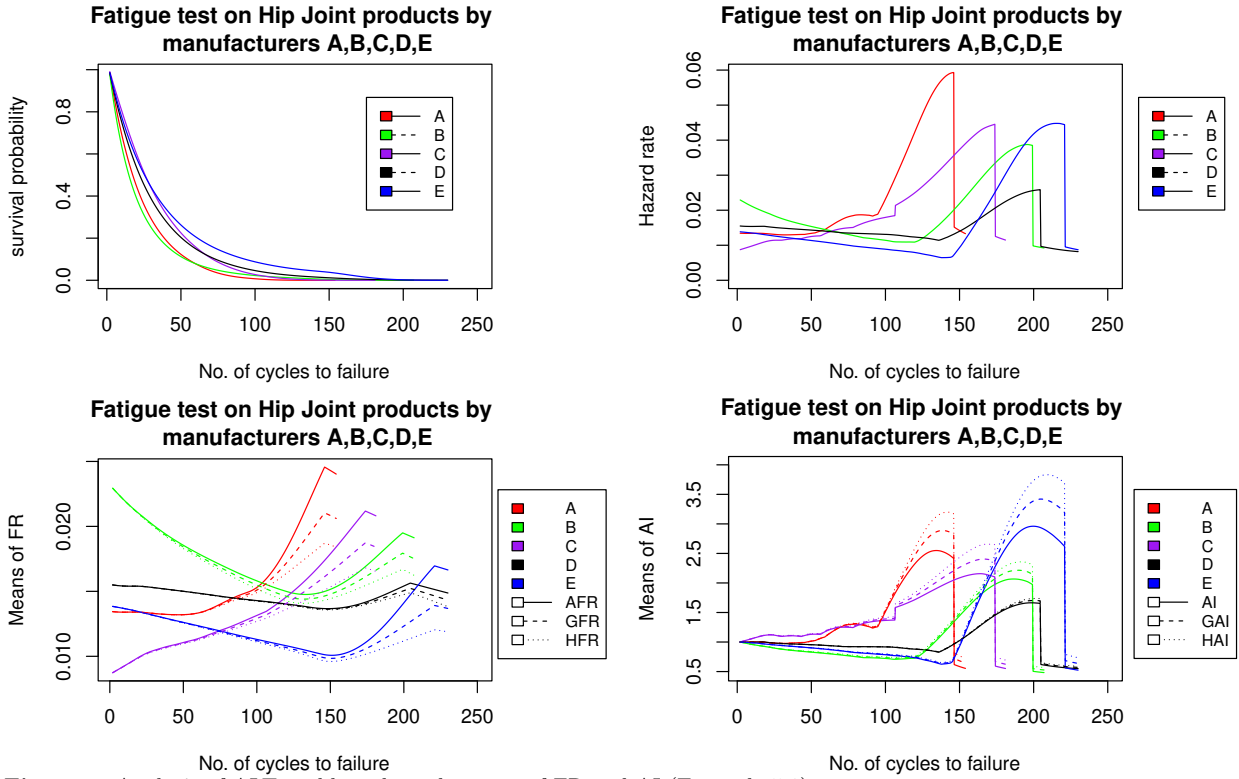 Fatigue test on Hip Joint products by
manufacturers A,B,C,D,E
survival probability
0.8
0.4
0.0
A
B
C
D
E
0 50 100 150 200 250
No. of cycles to failure
Fatigue test on Hip Joint products by
manufacturers A,B,C,D,E
Hazard rate
0.06
0.04
0.02
0.00
A
B
C
D
E
0 50 100 150 200 250
No. of cycles to failure
Fatigue test on Hip Joint products by
manufacturers A,B,C,D,E
Means of FR
0.020
0.010
A
B
C
D
E
AFR
GFR
HFR
0 50 100 150 200 250
No. of cycles to failure
Fatigue test on Hip Joint products by
manufacturers A,B,C,D,E
Means of AI
3.5
2.5
1.5
0.5
A
B
C
D
E
AI
GAI
HAI
0 50 100 150 200 250
No. of cycles to failure